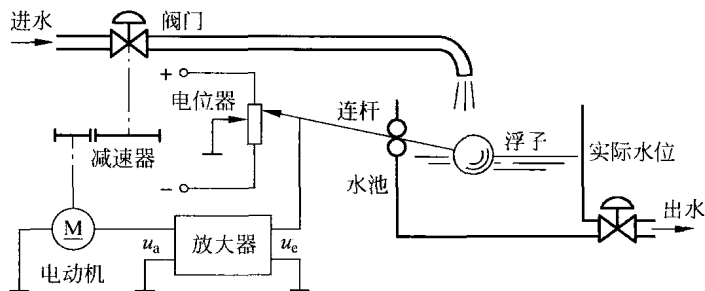 进水
阀门
+
电位器
连杆
浮子
实际水位
减速器
−
水池
出水
M
u_a
放大器
u_e
电动机